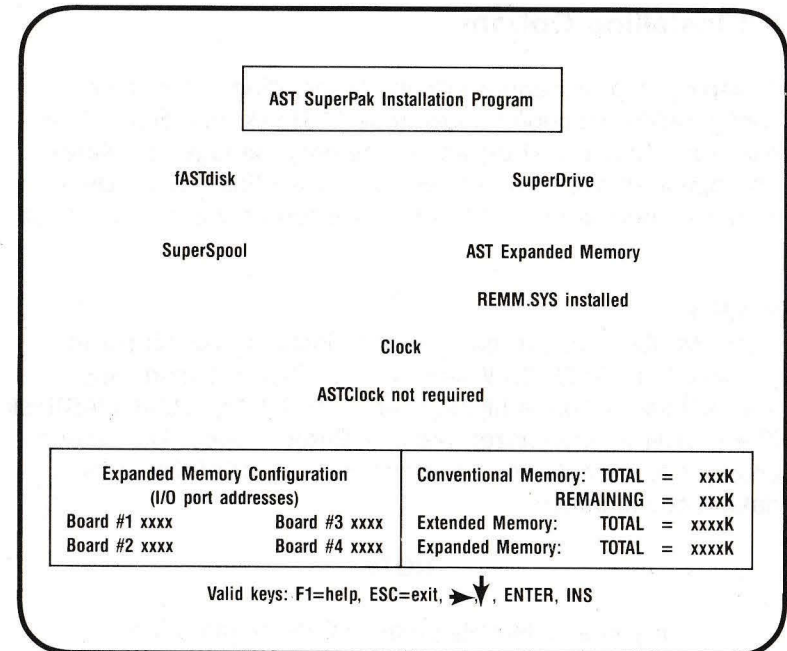 AST SuperPak Installation Program
fASTdisk SuperDrive
SuperSpool AST Expanded Memory
REMM.SYS installed
Clock
ASTClock not required
Expanded Memory Configuration
(I/O port addresses)
Board #1 xxxx Board #3 xxxx
Board #2 xxxx Board #4 xxxx
Conventional Memory: TOTAL = xxxK
REMAINING = xxxK
Extended Memory: TOTAL = xxxxK
Expanded Memory: TOTAL = xxxxK
Valid keys: F1=help, ESC=exit, →,↓, ENTER, INS